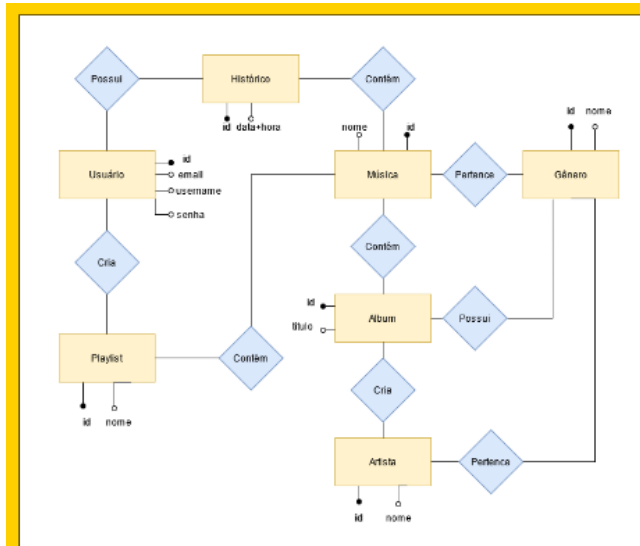 Possui
Histórico
Contém
id data+hora
nome
id
id
nome
Usuário
id
email
username
senha
Música
Pertence
Gênero
Contém
Cria
id
título
Album
Possui
Playlist
Contém
id
nome
Cria
Artista
Pertence
id
nome